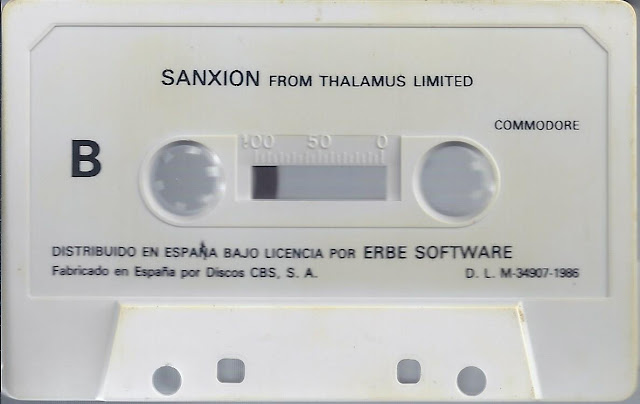 SANXION FROM THALAMUS LIMITED
COMMODORE
B
100 50 0
DISTRIBUIDO EN ESPAÑA BAJO LICENCIA POR ERBE SOFTWARE
Fabricado en España por Discos CBS, S. A.
D. L. M-34907-1986